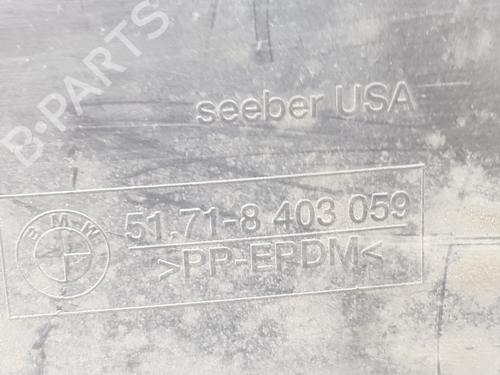 B-PARTS
seeber USA
BMW
51.71-8 403 059
>PP-EPDM<